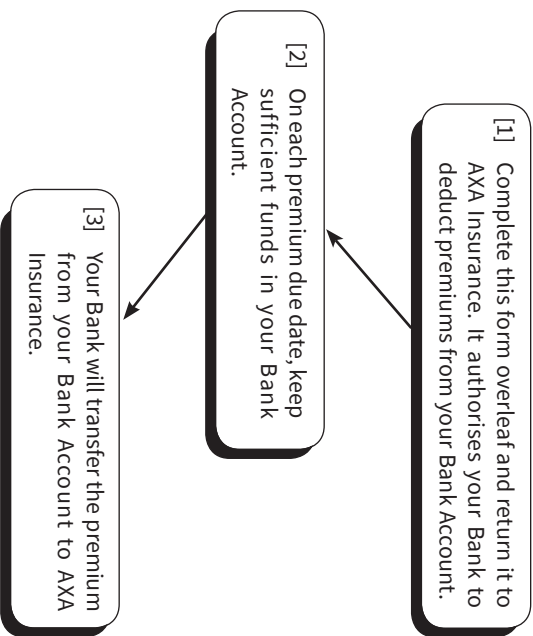 [1] Complete this form overleaf and return it to
AXA Insurance. It authorises your Bank to
deduct premiums from your Bank Account.
[2] On each premium due date, keep
sufficient funds in your Bank
Account.
[3] Your Bank will transfer the premium
from your Bank Account to AXA
Insurance.